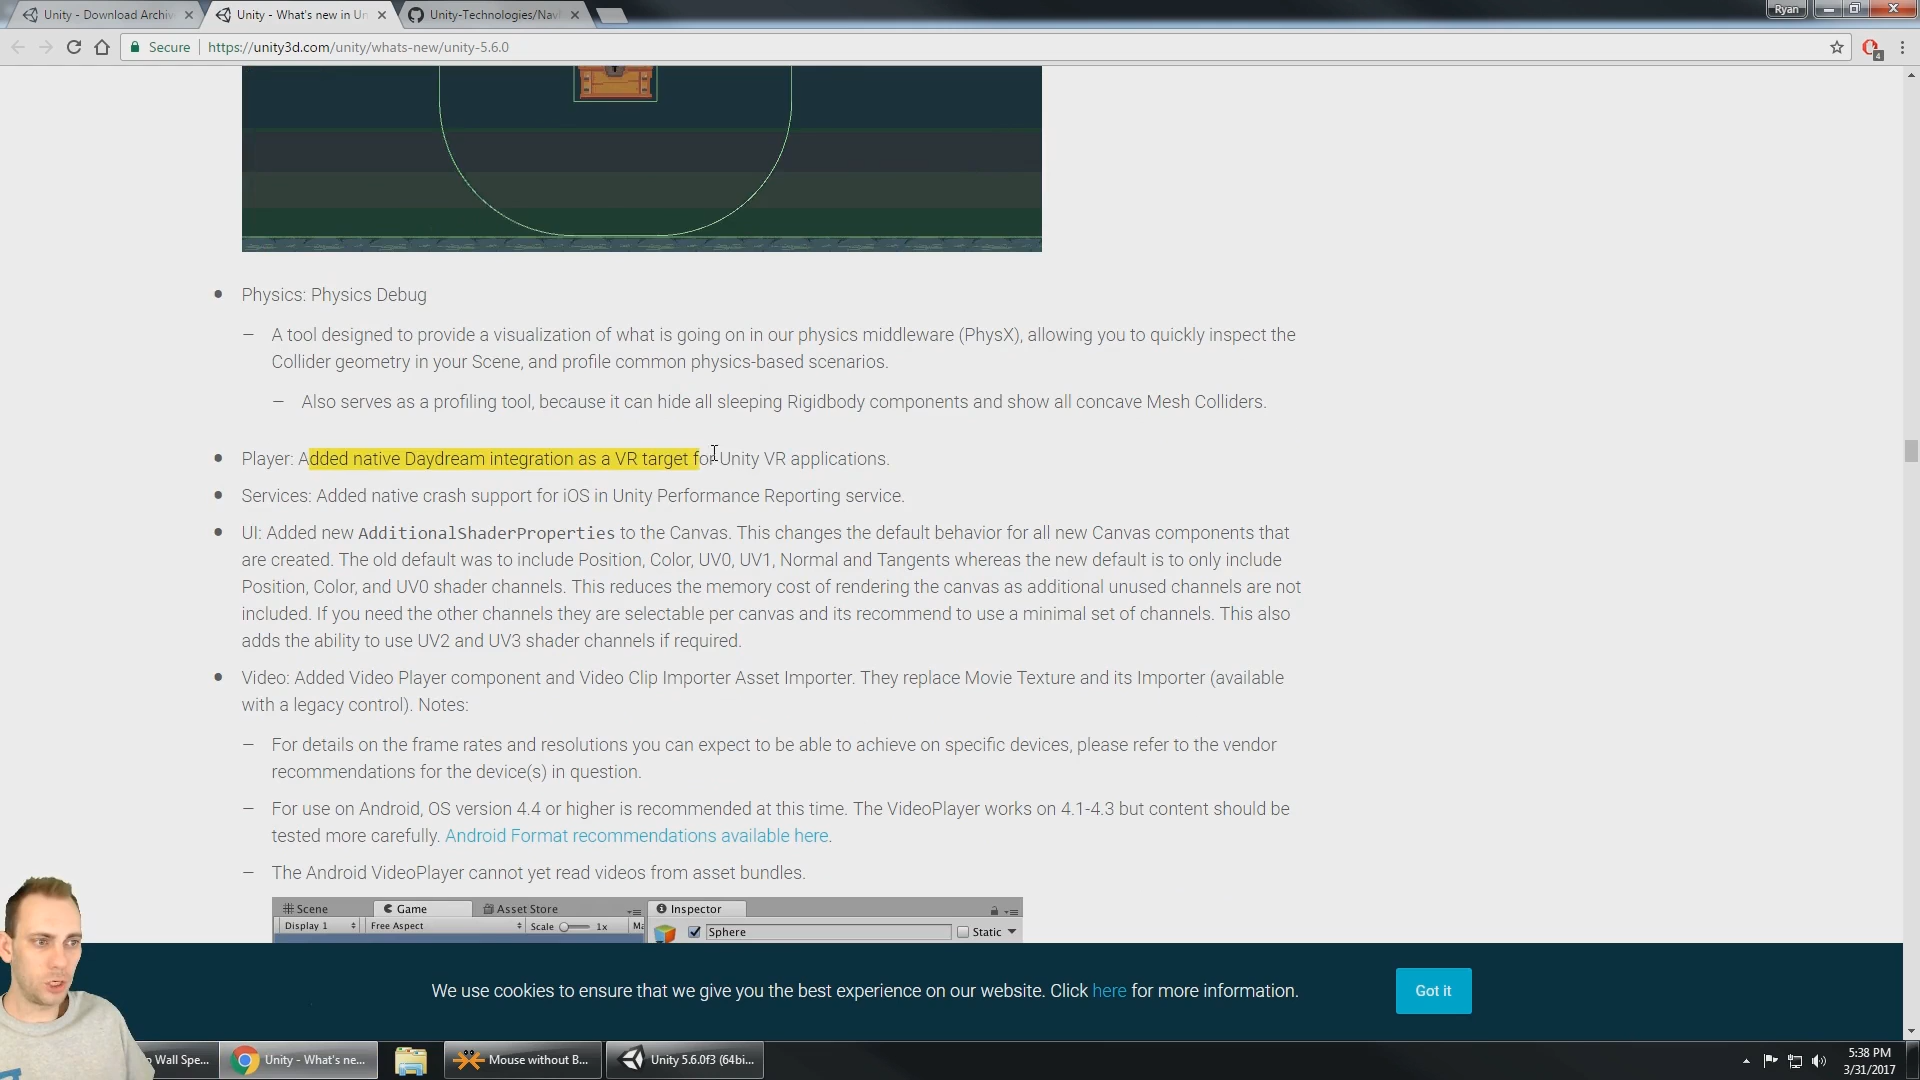 Unity - Download Archi
Unity - What's new in Un
Unity-Technologies/Nav
Ryan
Secure
https://unity3d.com/unity/whats-new/unity-5.6.0
4
Physics: Physics Debug
– A tool designed to provide a visualization of what is going on in our physics middleware (PhysX), allowing you to quickly inspect the
Collider geometry in your Scene, and profile common physics-based scenarios.
– Also serves as a profiling tool, because it can hide all sleeping Rigidbody components and show all concave Mesh Colliders.
Player: Added native Daydream integration as a VR target for Unity VR applications.
Services: Added native crash support for iOS in Unity Performance Reporting service.
UI: Added new AdditionalShaderProperties to the Canvas. This changes the default behavior for all new Canvas components that
are created. The old default was to include Position, Color, UV0, UV1, Normal and Tangents whereas the new default is to only include
Position, Color, and UV0 shader channels. This reduces the memory cost of rendering the canvas as additional unused channels are not
included. If you need the other channels they are selectable per canvas and its recommend to use a minimal set of channels. This also
adds the ability to use UV2 and UV3 shader channels if required.
Video: Added Video Player component and Video Clip Importer Asset Importer. They replace Movie Texture and its Importer (available
with a legacy control). Notes:
– For details on the frame rates and resolutions you can expect to be able to achieve on specific devices, please refer to the vendor
recommendations for the device(s) in question.
– For use on Android, OS version 4.4 or higher is recommended at this time. The VideoPlayer works on 4.1-4.3 but content should be
tested more carefully. Android Format recommendations available here.
– The Android VideoPlayer cannot yet read videos from asset bundles.
Scene
Game
Asset Store
Inspector
Display 1
Free Aspect
Scale
1x
Ma
Sphere
Static
We use cookies to ensure that we give you the best experience on our website. Click here for more information.
Got it
o Wall Spe...
Unity - What's ne...
Mouse without B...
Unity 5.6.0f3 (64bi...
5:38 PM
3/31/2017